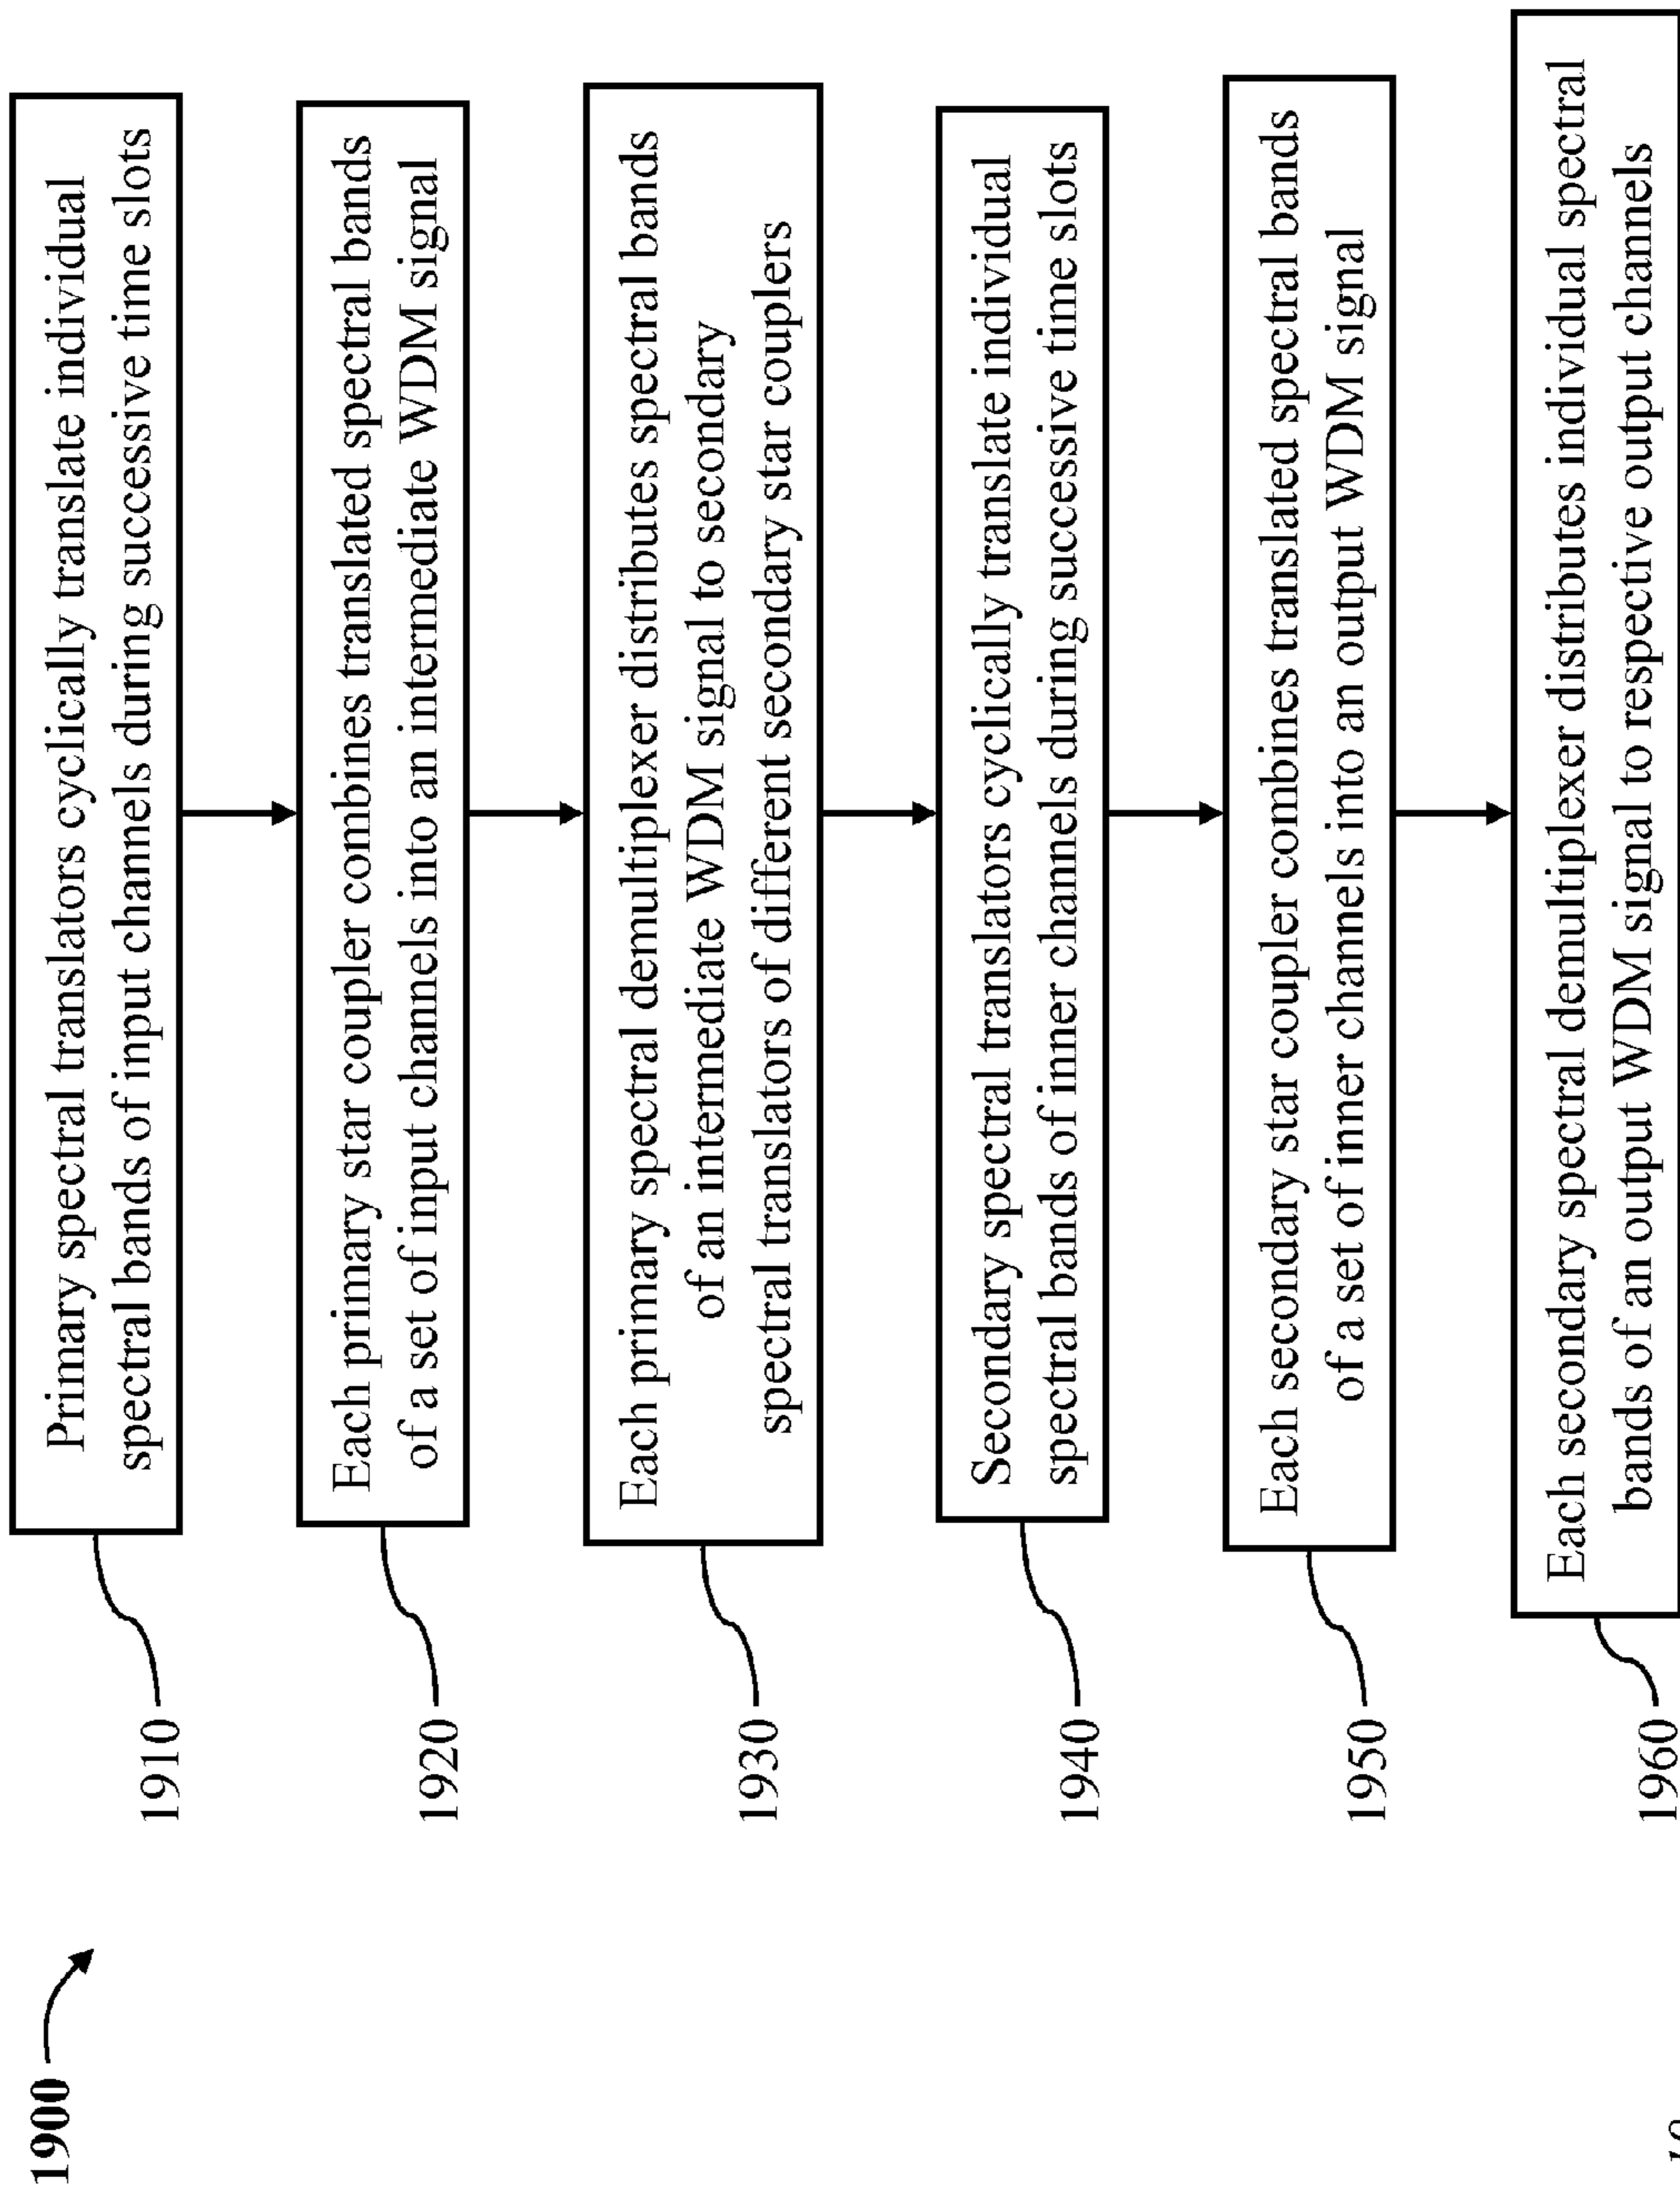 1900
1910
Primary spectral translators cyclically translate individual
spectral bands of input channels during successive time slots
1920
Each primary star coupler combines translated spectral bands
of a set of input channels into an intermediate WDM signal
1930
Each primary spectral demultiplexer distributes spectral bands
of an intermediate WDM signal to secondary
spectral translators of different secondary star couplers
1940
Secondary spectral translators cyclically translate individual
spectral bands of inner channels during successive time slots
1950
Each secondary star coupler combines translated spectral bands
of a set of inner channels into an output WDM signal
1960
Each secondary spectral demultiplexer distributes individual spectral
bands of an output WDM signal to respective output channels